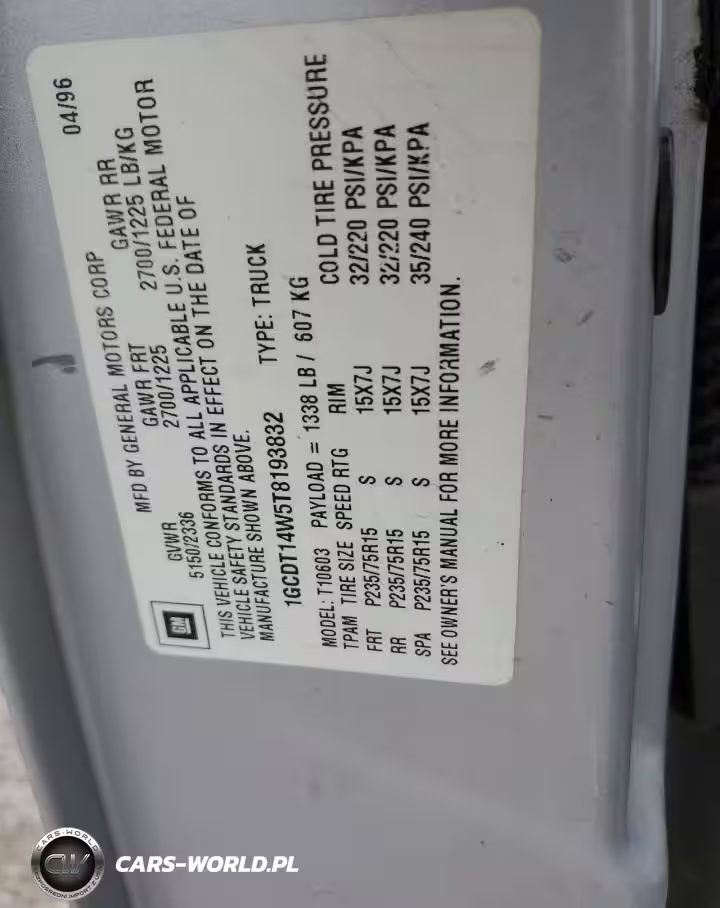 MFD BY GENERAL MOTORS CORP 04/96
GVWR GAWR FRT GAWR RR
5150/2336 2700/1225 2700/1225 LB/KG
THIS VEHICLE CONFORMS TO ALL APPLICABLE U.S. FEDERAL MOTOR
VEHICLE SAFETY STANDARDS IN EFFECT ON THE DATE OF
MANUFACTURE SHOWN ABOVE.
1GCDT14W5T8193832 TYPE: TRUCK
MODEL: T10603 PAYLOAD = 1338 LB / 607 KG
TPAM TIRE SIZE SPEED RTG RIM COLD TIRE PRESSURE
FRT P235/75R15 S 15X7J 32/220 PSI/KPA
RR P235/75R15 S 15X7J 32/220 PSI/KPA
SPA P235/75R15 S 15X7J 35/240 PSI/KPA
SEE OWNER'S MANUAL FOR MORE INFORMATION.
GM
CARS-WORLD
CW
CARS-WORLD.PL